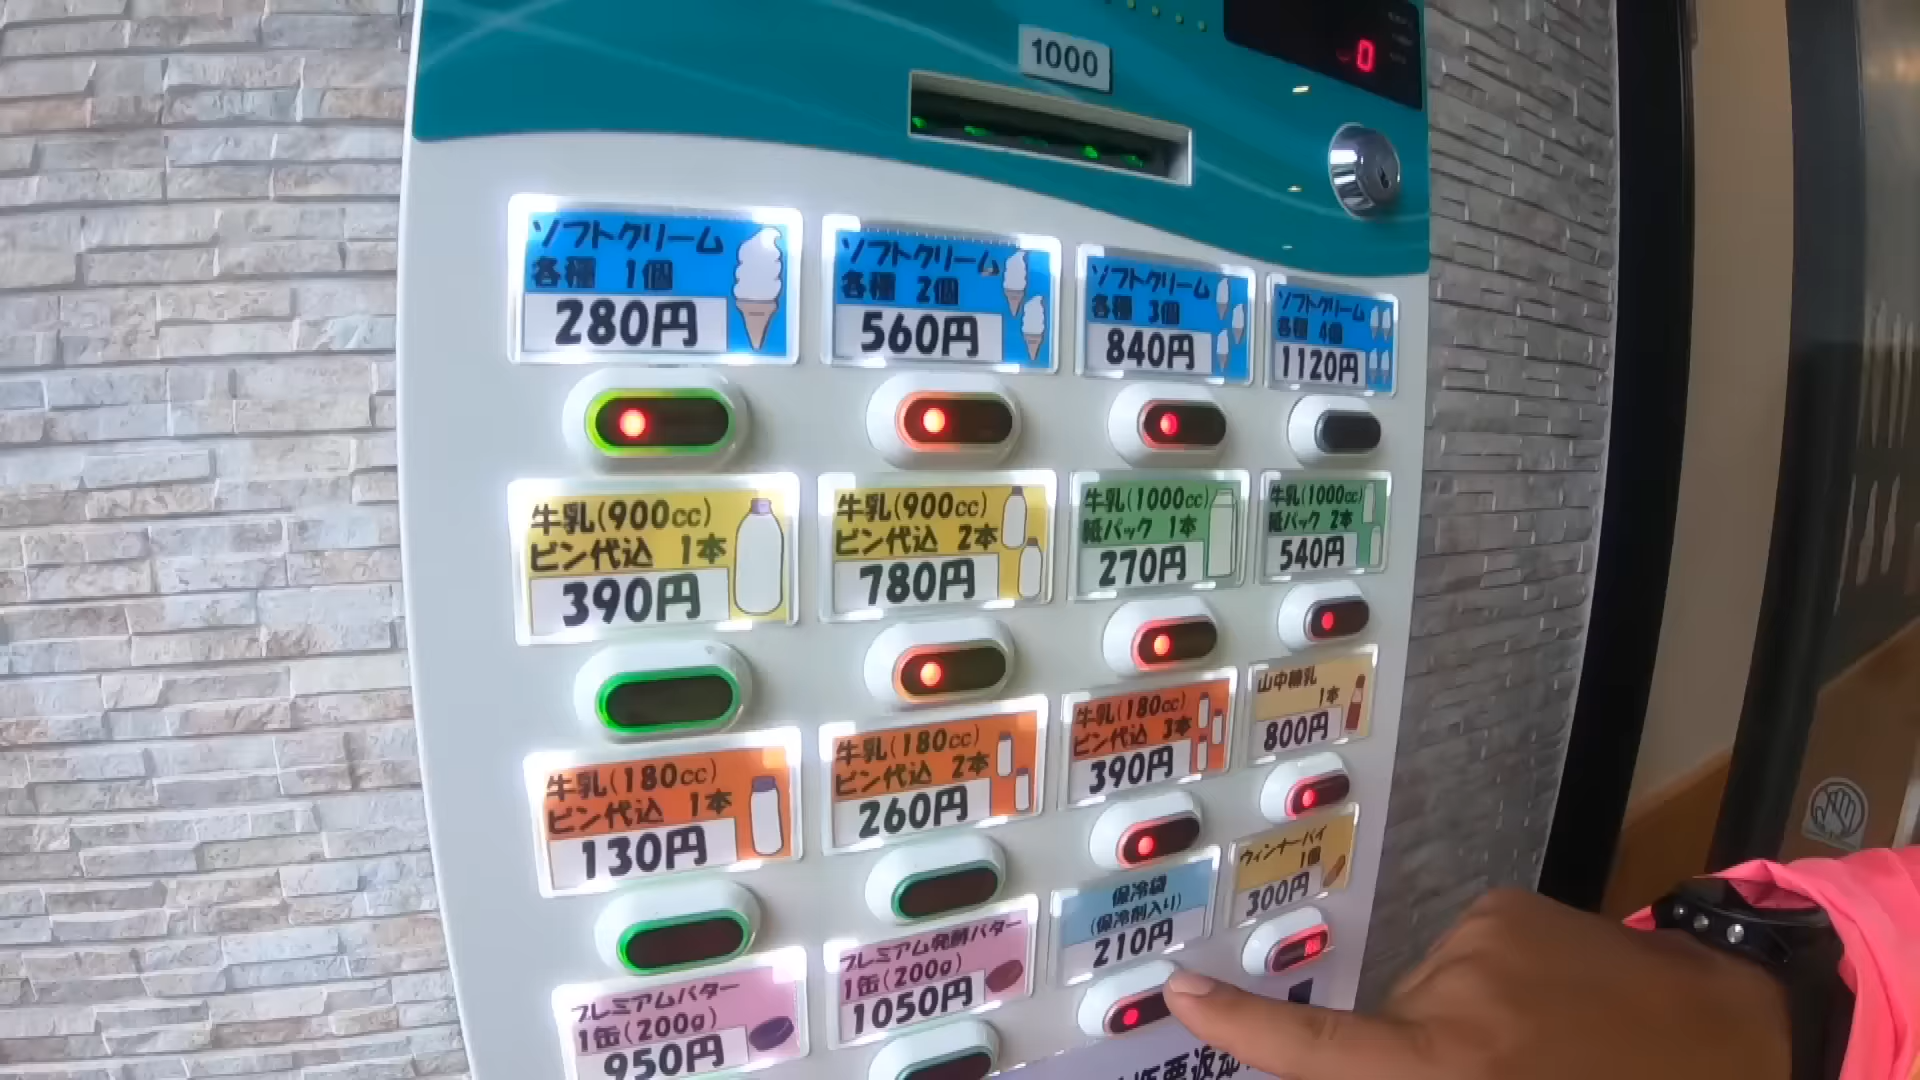 1000
0
ソフトクリーム
各種 1個
280円
ソフトクリーム
各種 2個
560円
ソフトクリーム
各種 3個
840円
ソフトクリーム
各種 4個
1120円
牛乳(900cc)
ビン代込 1本
390円
牛乳(900cc)
ビン代込 2本
780円
牛乳(1000cc)
紙パック 1本
270円
牛乳(1000cc)
紙パック 2本
540円
牛乳(180cc)
ビン代込 1本
130円
牛乳(180cc)
ビン代込 2本
260円
牛乳(180cc)
ビン代込 3本
390円
山中練乳
1本
800円
プレミアムバター
1缶(200g)
950円
プレミアム発酵バター
1缶(200g)
1050円
保冷袋
(保冷剤入り)
210円
ウィンナーパイ
1個
300円